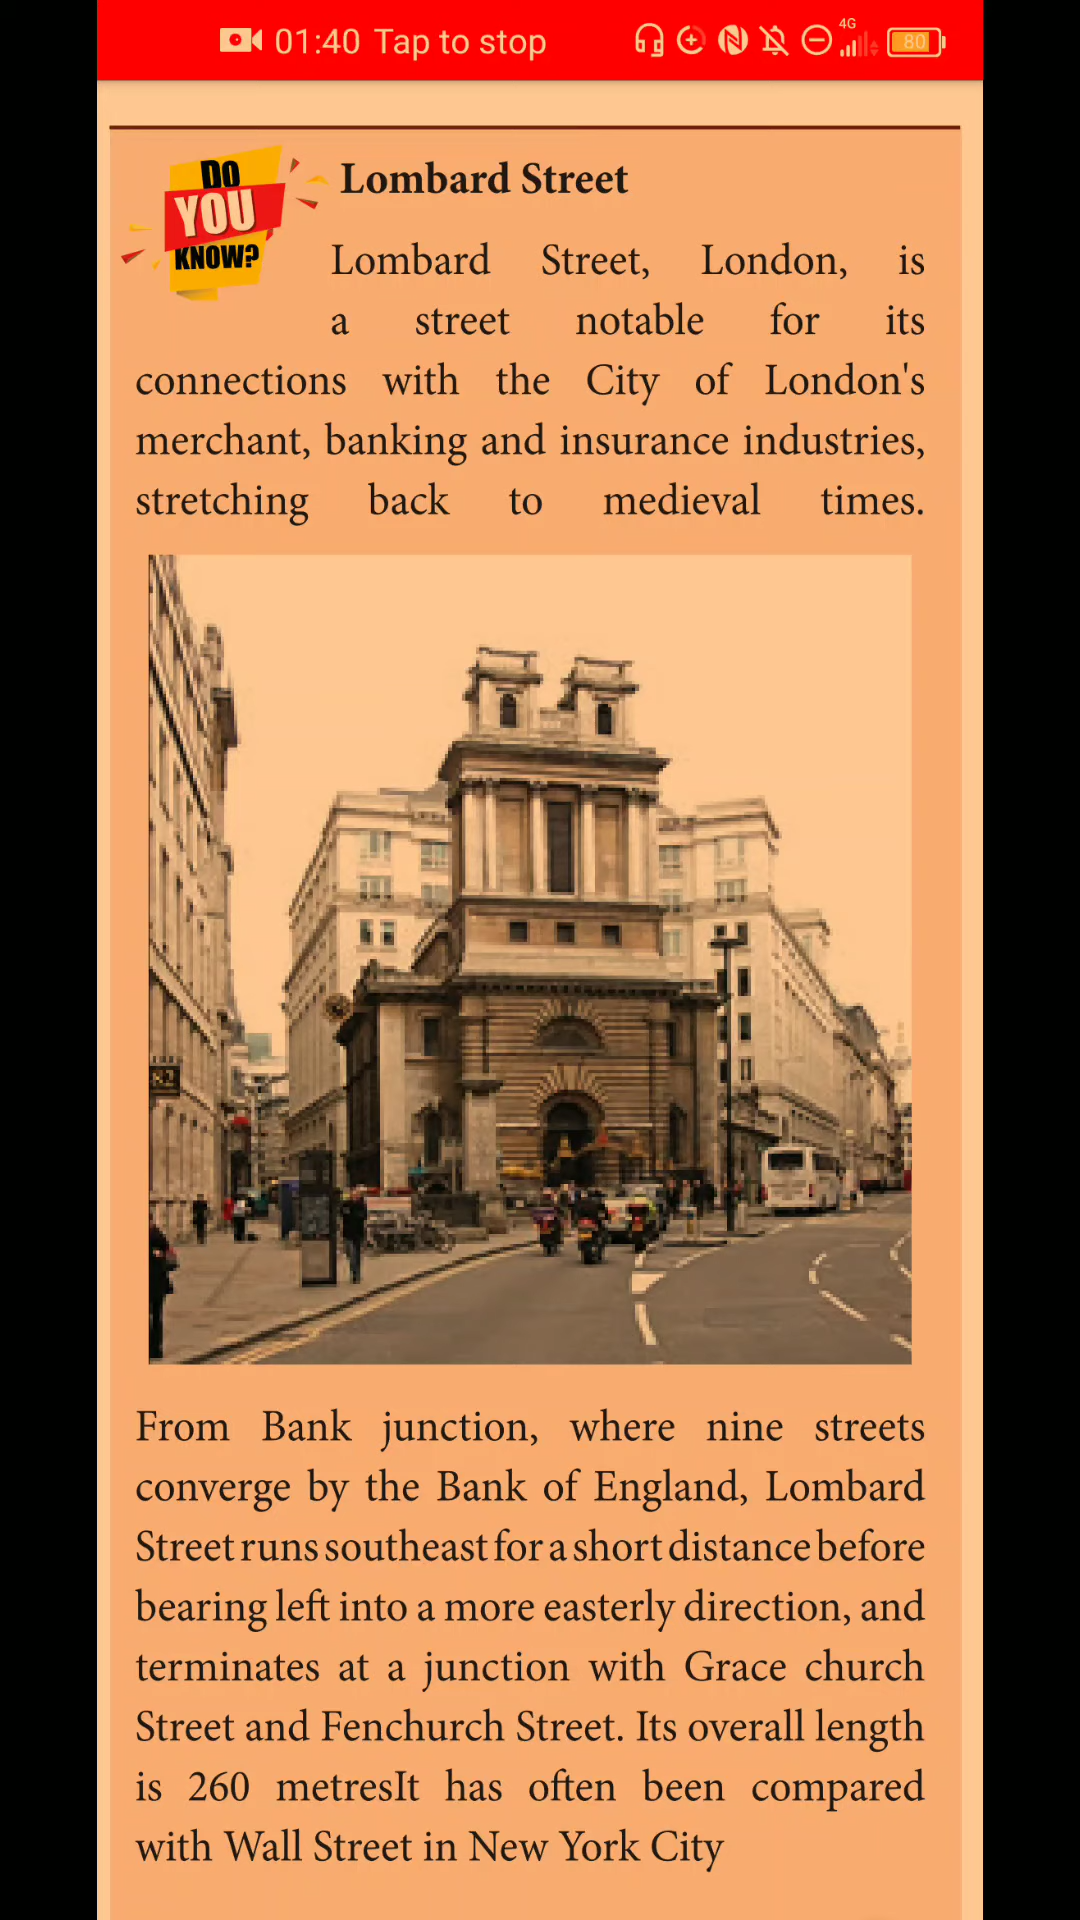 01:40 Tap to stop
4G
80
DO
YOU
KNOW?
Lombard Street
Lombard Street, London, is
a street notable for its
connections with the City of London's
merchant, banking and insurance industries,
stretching back to medieval times.
82
From Bank junction, where nine streets
converge by the Bank of England, Lombard
Street runs southeast for a short distance before
bearing left into a more easterly direction, and
terminates at a junction with Grace church
Street and Fenchurch Street. Its overall length
is 260 metresIt has often been compared
with Wall Street in New York City